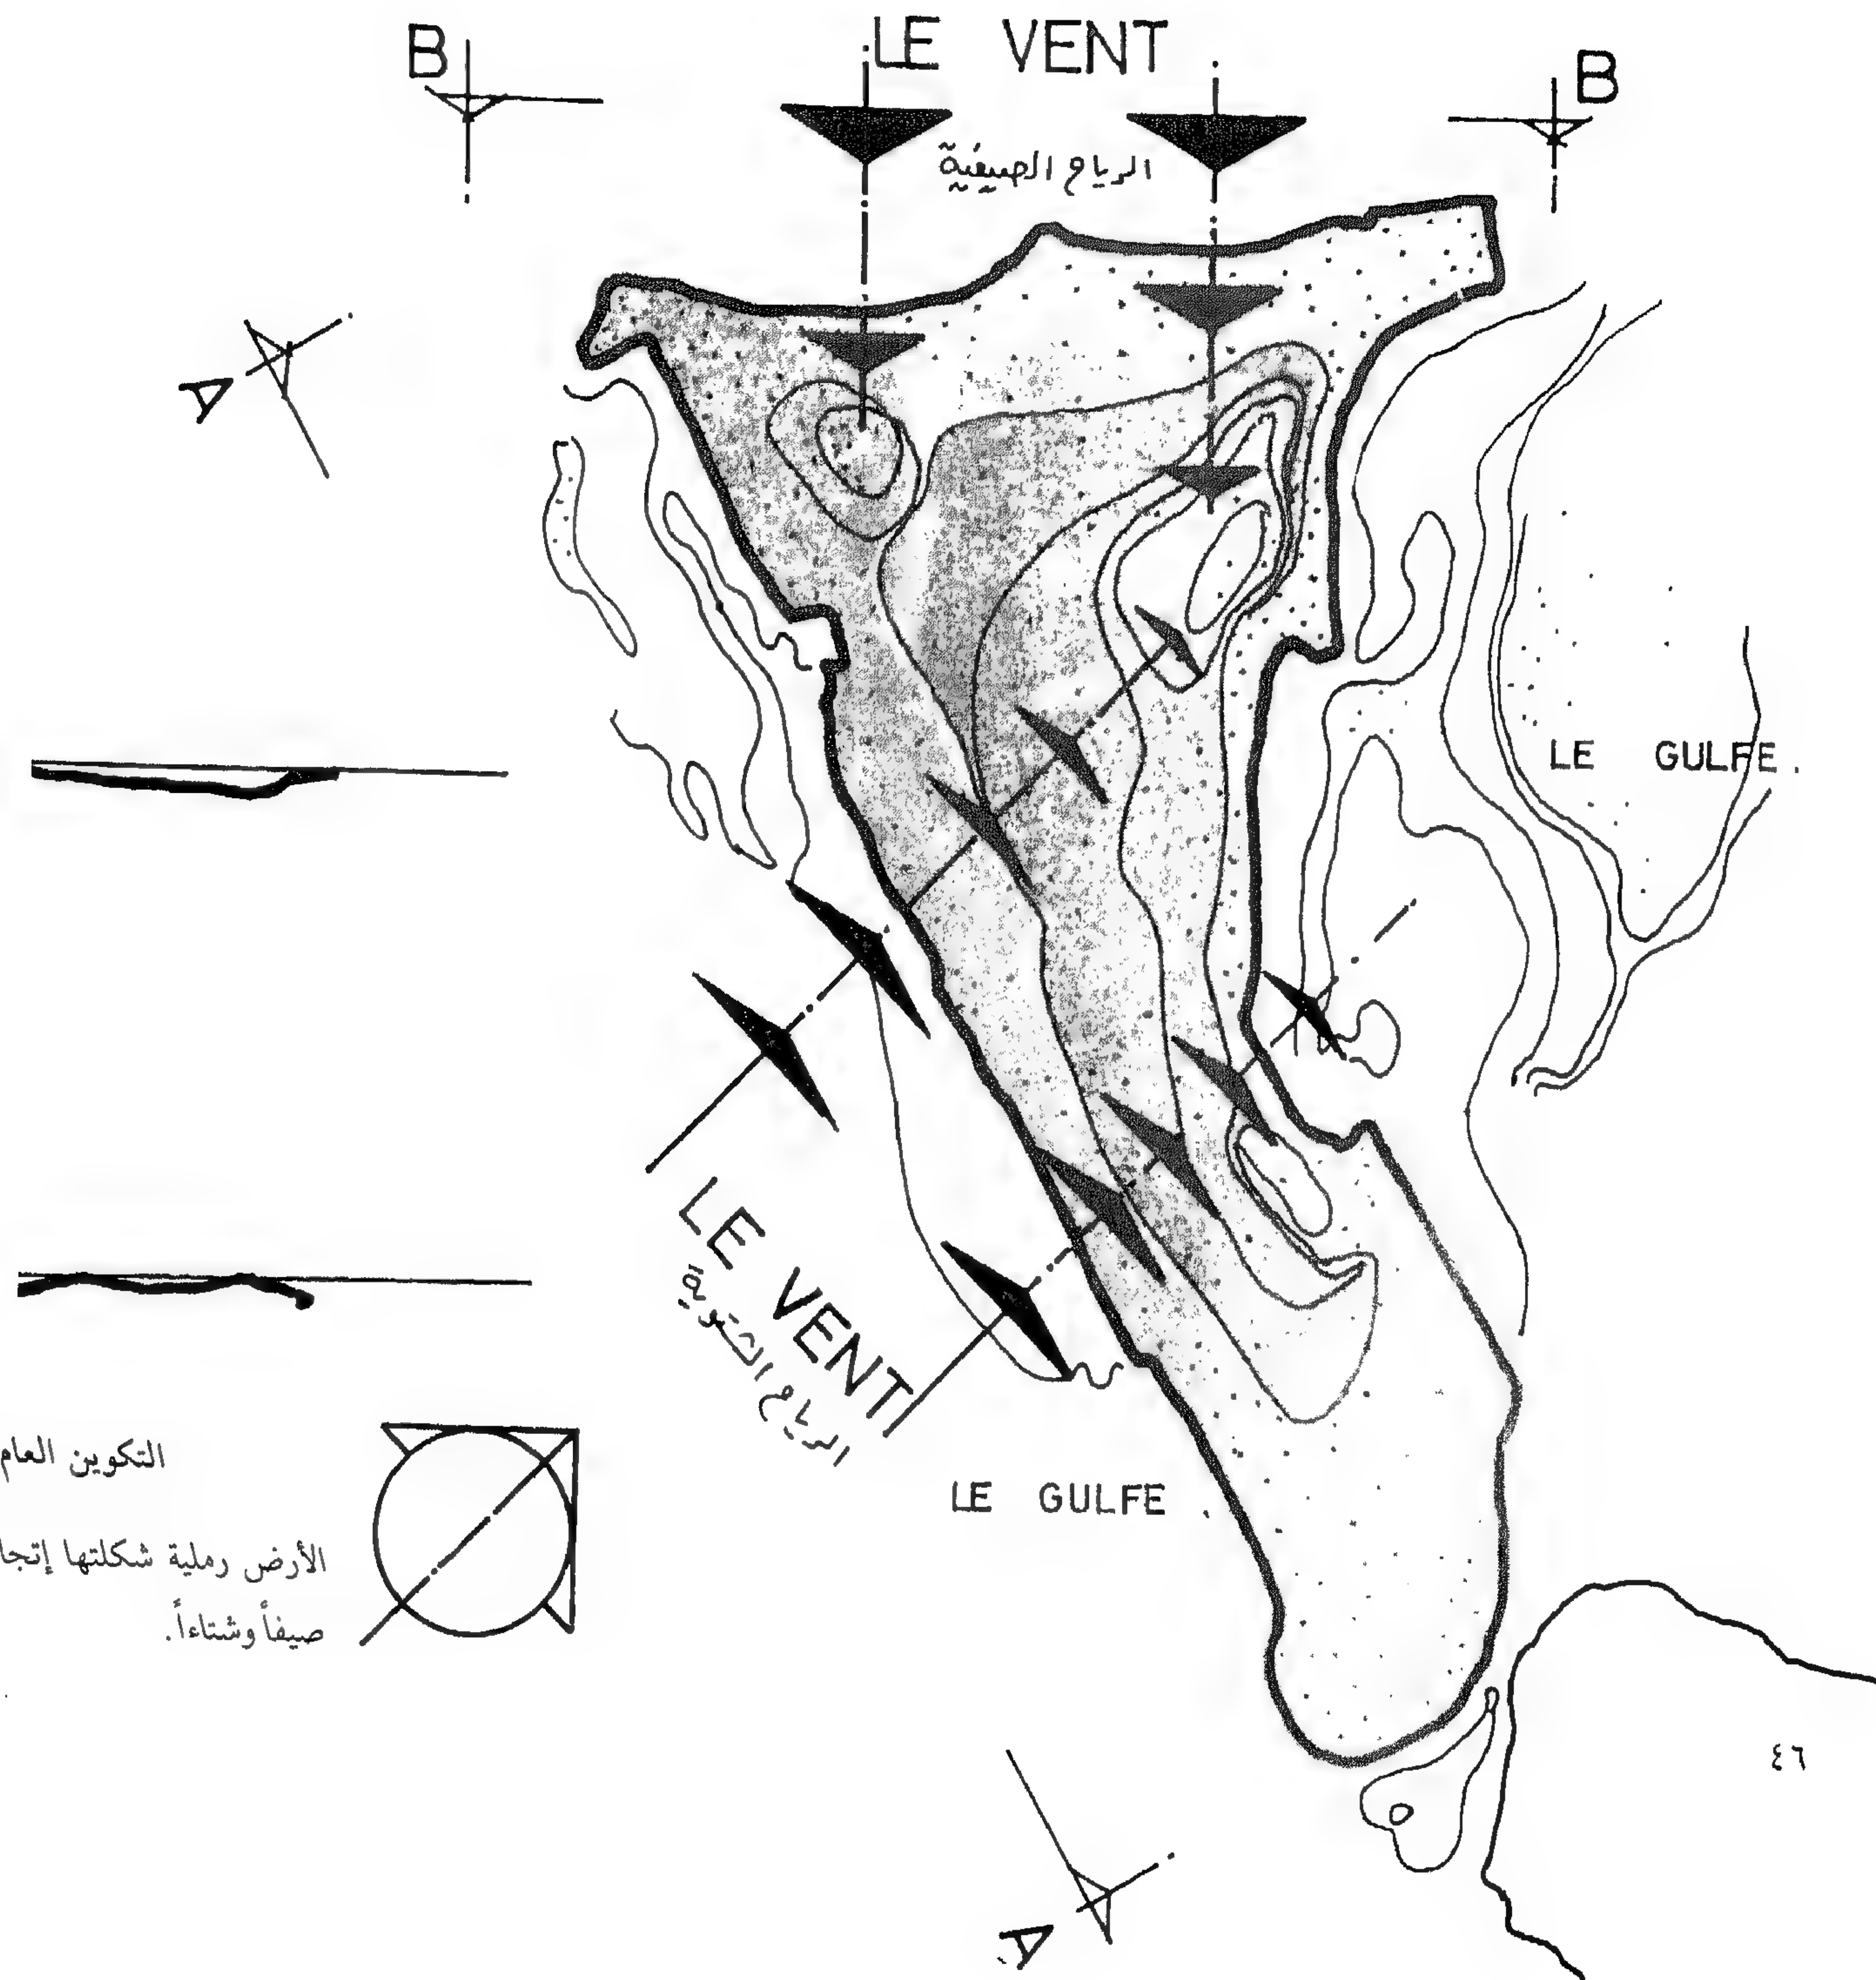 B
LE VENT
B
الرياح الصيفية
A
LE GULFE.
LE VENT
الرياح الشتوية
التكوين العام
LE GULFE
الأرض رملية شكلتها إتجا
صيفاً وشتاءاً.
٤٦
A